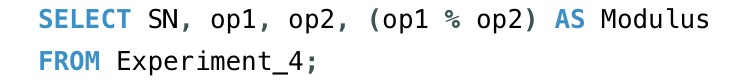 SELECT SN, op1, op2, (op1 % op2) AS Modulus
FROM Experiment_4;